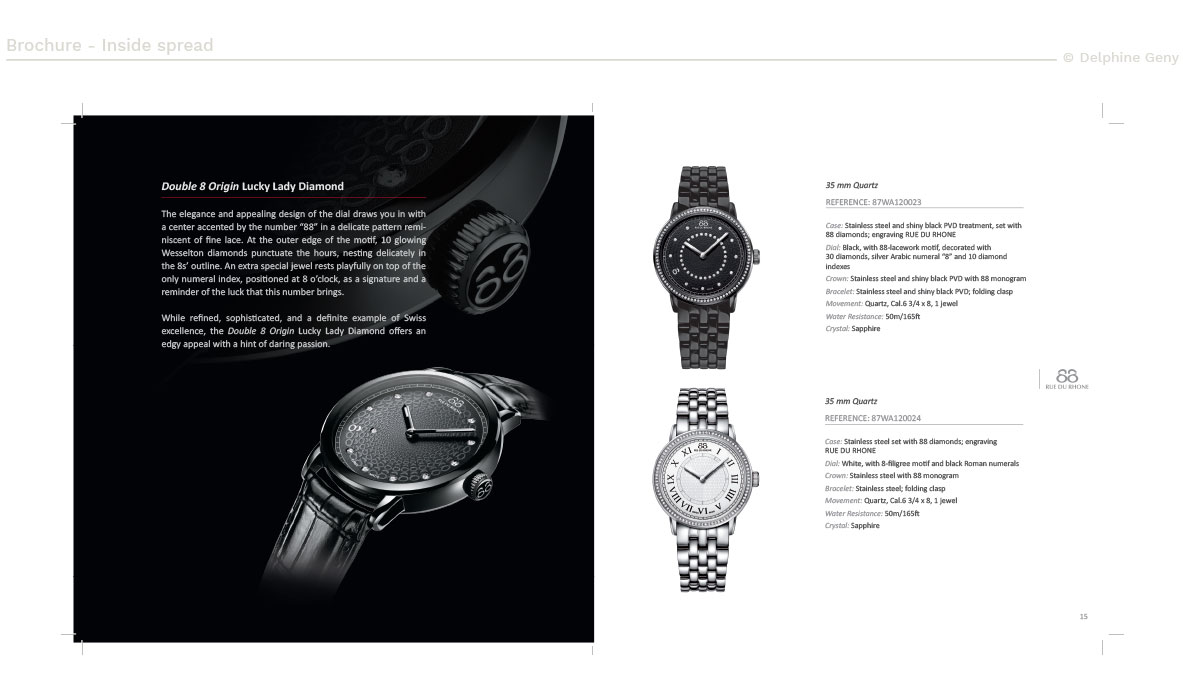 Brochure - Inside spread
© Delphine Geny
Double 8 Origin Lucky Lady Diamond
The elegance and appealing design of the dial draws you in with
a center accented by the number “88” in a delicate pattern remi-
niscent of fine lace. At the outer edge of the motif, 10 glowing
Wesselton diamonds punctuate the hours, nesting delicately in
the 8s’ outline. An extra special jewel rests playfully on top of the
only numeral index, positioned at 8 o’clock, as a signature and a
reminder of the luck that this number brings.
While refined, sophisticated, and a definite example of Swiss
excellence, the Double 8 Origin Lucky Lady Diamond offers an
edgy appeal with a hint of daring passion.
88
35 mm Quartz
REFERENCE: 87WA120023
Case: Stainless steel and shiny black PVD treatment, set with
88 diamonds; engraving RUE DU RHONE
Dial: Black, with 88-lacework motif, decorated with
30 diamonds, silver Arabic numeral “8” and 10 diamond
indexes
Crown: Stainless steel and shiny black PVD with 88 monogram
Bracelet: Stainless steel and shiny black PVD; folding clasp
Movement: Quartz, Cal.6 3/4 x 8, 1 jewel
Water Resistance: 50m/165ft
Crystal: Sapphire
88
RUE DU RHONE
35 mm Quartz
REFERENCE: 87WA120024
Case: Stainless steel set with 88 diamonds; engraving
RUE DU RHONE
Dial: White, with 8-filigree motif and black Roman numerals
Crown: Stainless steel with 88 monogram
Bracelet: Stainless steel; folding clasp
Movement: Quartz, Cal.6 3/4 x 8, 1 jewel
Water Resistance: 50m/165ft
Crystal: Sapphire
15